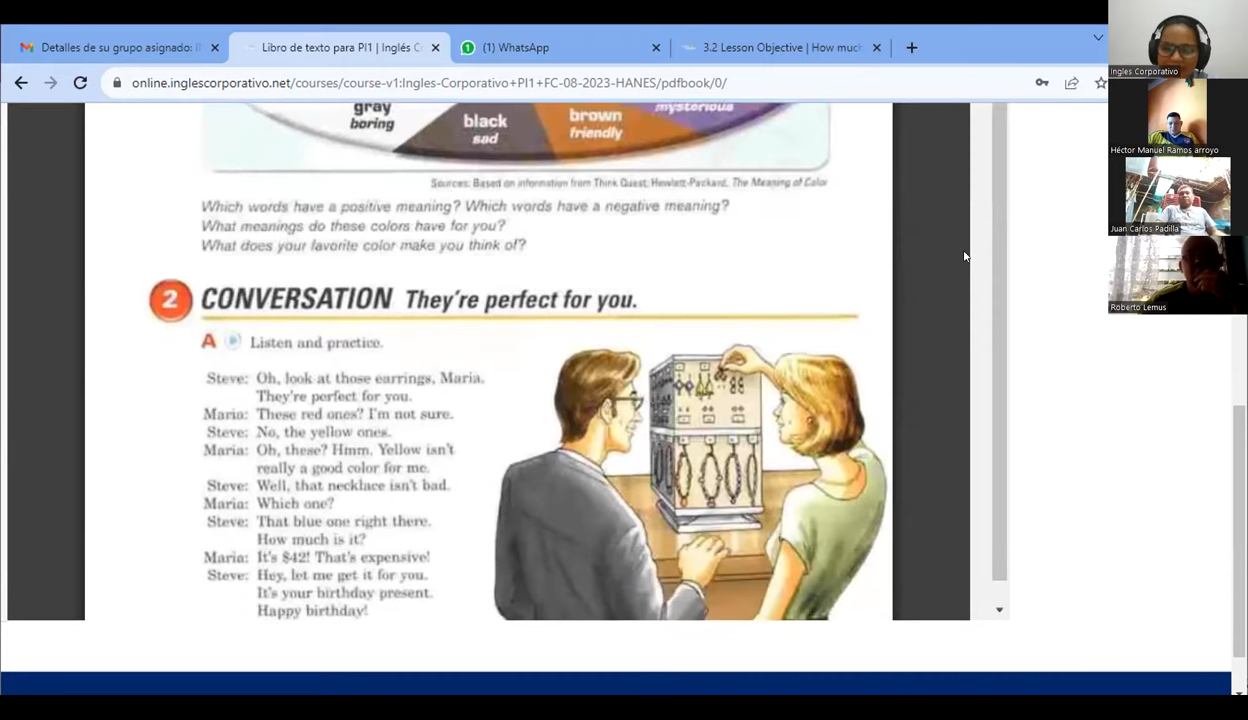 Detalles de su grupo asignado: I
Libro de texto para PI1 | Inglés C
(1) WhatsApp
3.2 Lesson Objective | How much
online.inglescorporativo.net/courses/course-v1:Ingles-Corporativo+PI1+FC-08-2023-HANES/pdfbook/0/
Ingles Corporativo
Héctor Manuel Ramos arroyo
Juan Carlos Padilla
Roberto Lemus
gray
boring
black
sad
brown
friendly
mysterious
Sources: Based on information from Think Quest; Hewlett-Packard, The Meaning of Color
Which words have a positive meaning? Which words have a negative meaning?
What meanings do these colors have for you?
What does your favorite color make you think of?
2 CONVERSATION They're perfect for you.
A Listen and practice.
Steve: Oh, look at those earrings, Maria.
They're perfect for you.
Maria: These red ones? I'm not sure.
Steve: No, the yellow ones.
Maria: Oh, these? Hmm. Yellow isn't
really a good color for me.
Steve: Well, that necklace isn't bad.
Maria: Which one?
Steve: That blue one right there.
How much is it?
Maria: It's $42! That's expensive!
Steve: Hey, let me get it for you.
It's your birthday present.
Happy birthday!